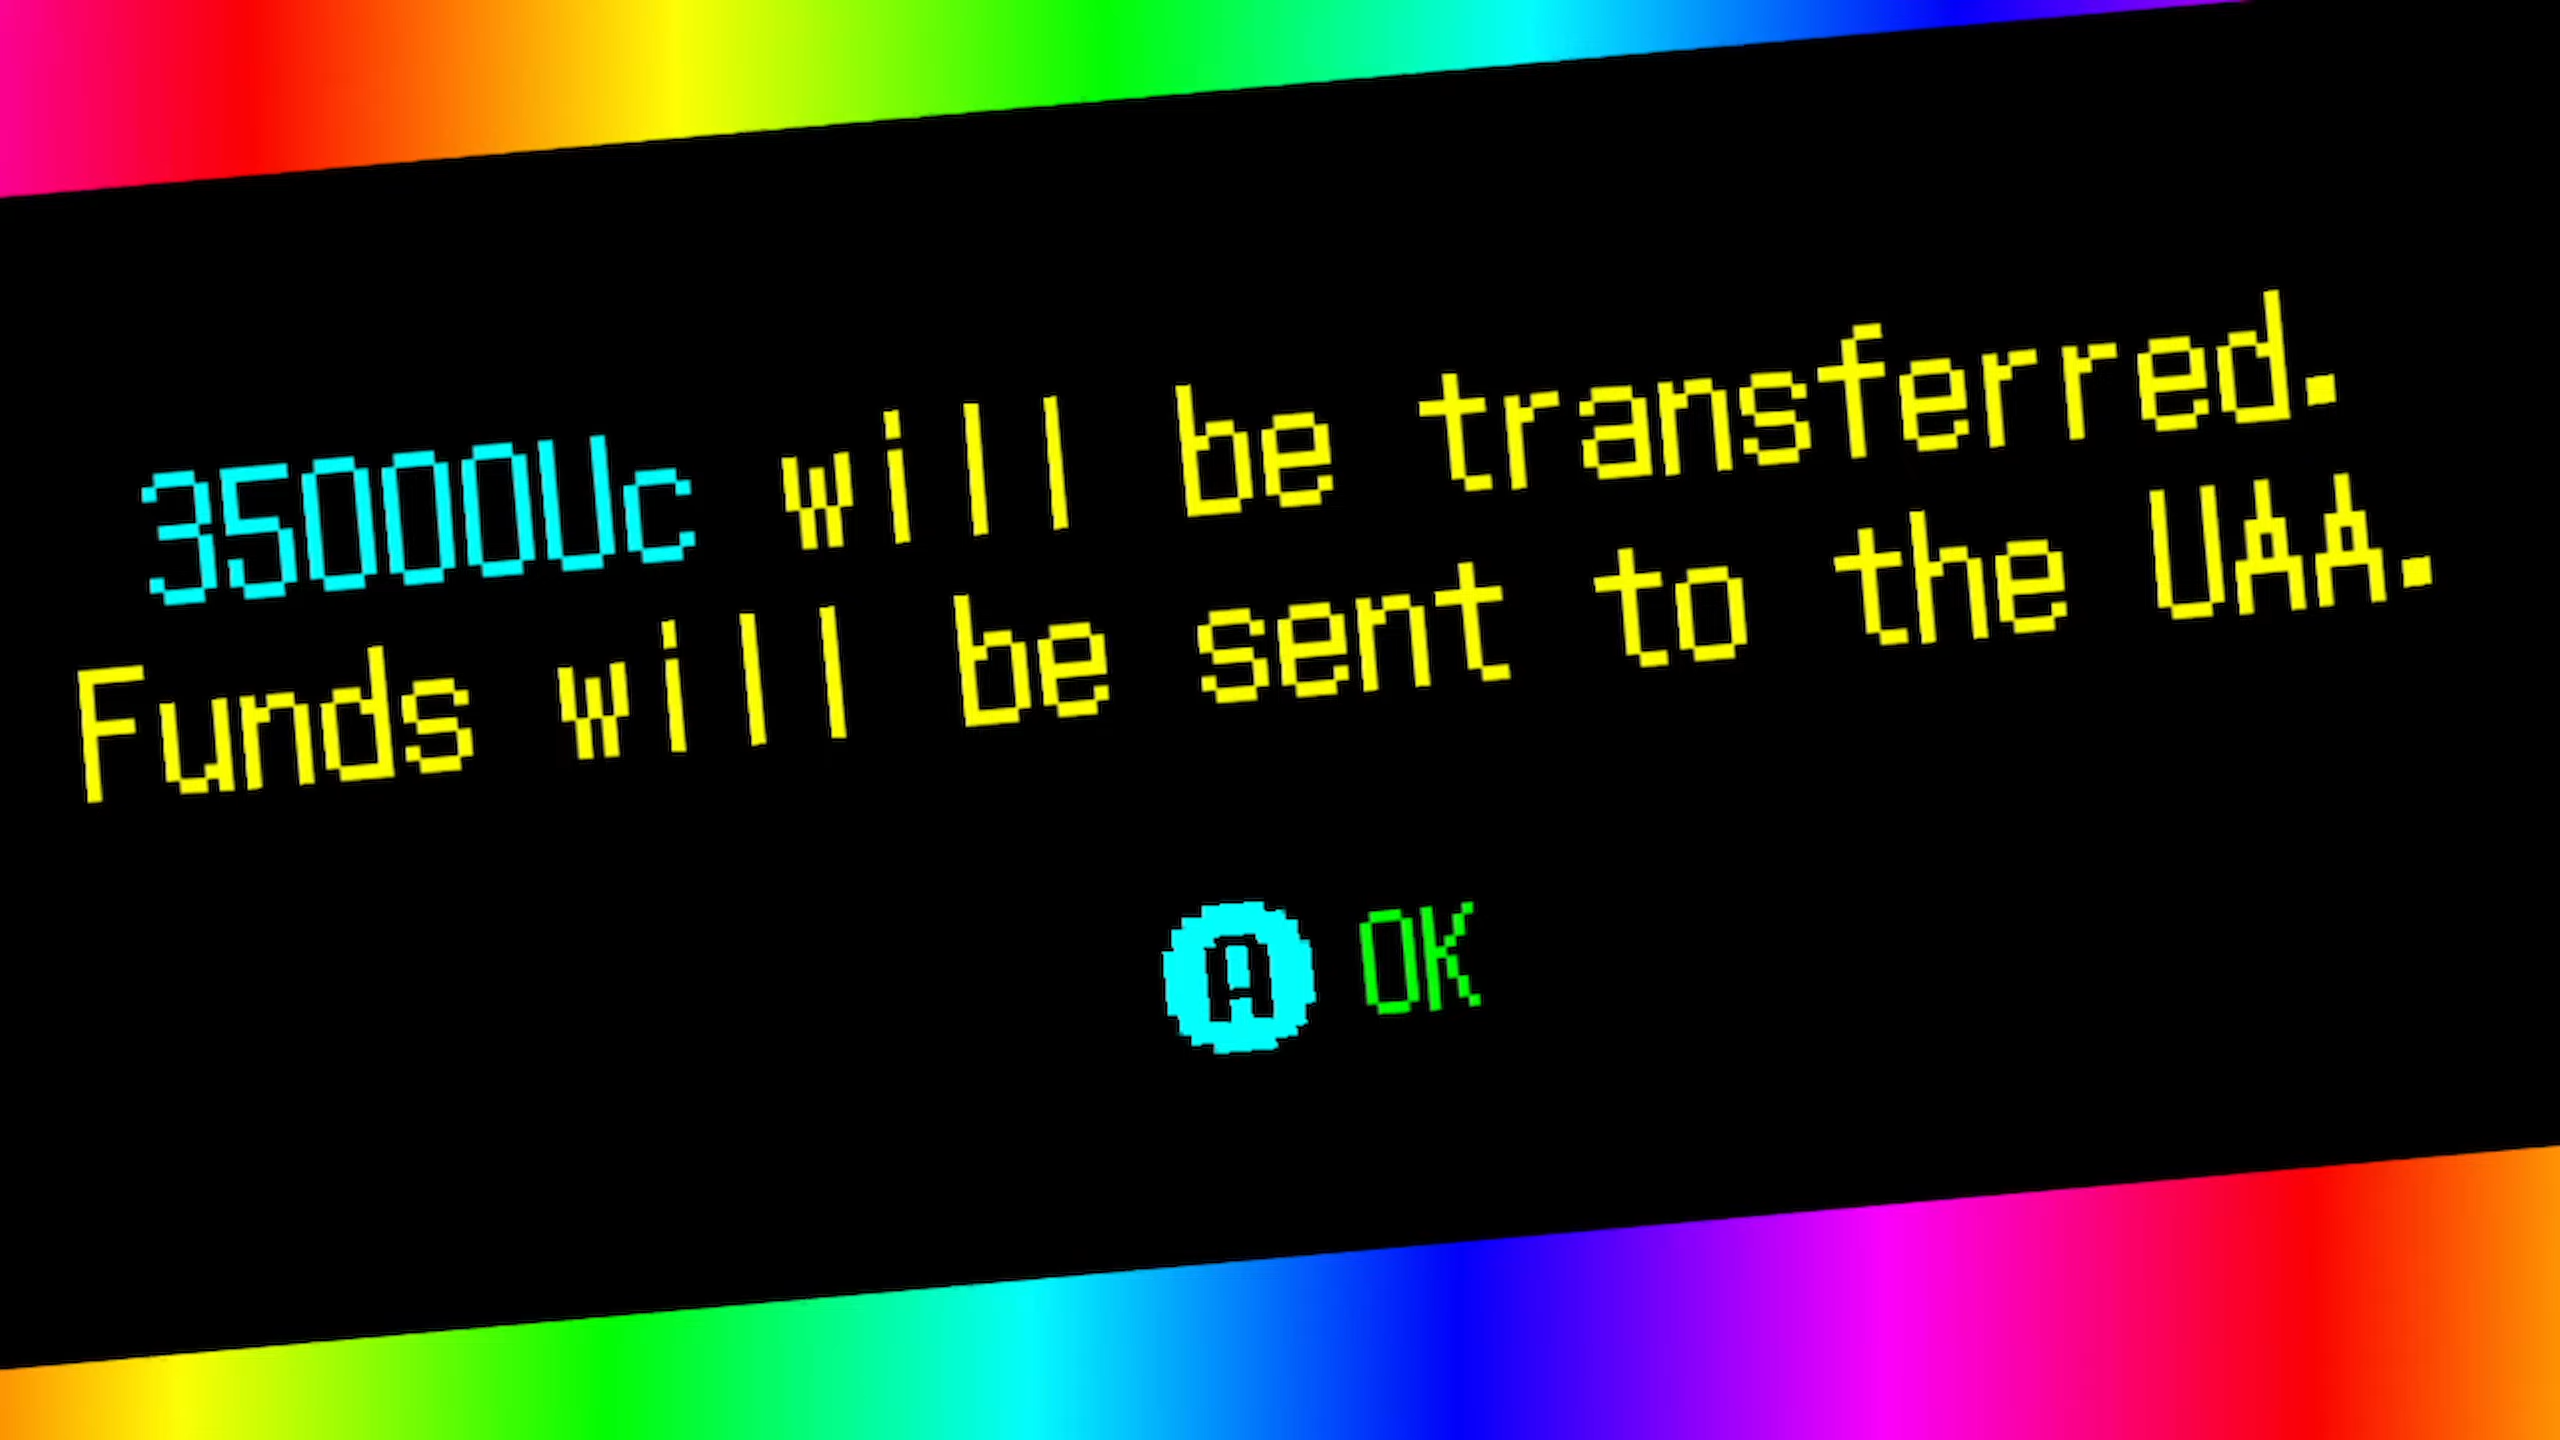 35000Uc will be transferred.
Funds will be sent to the UAA.
A OK